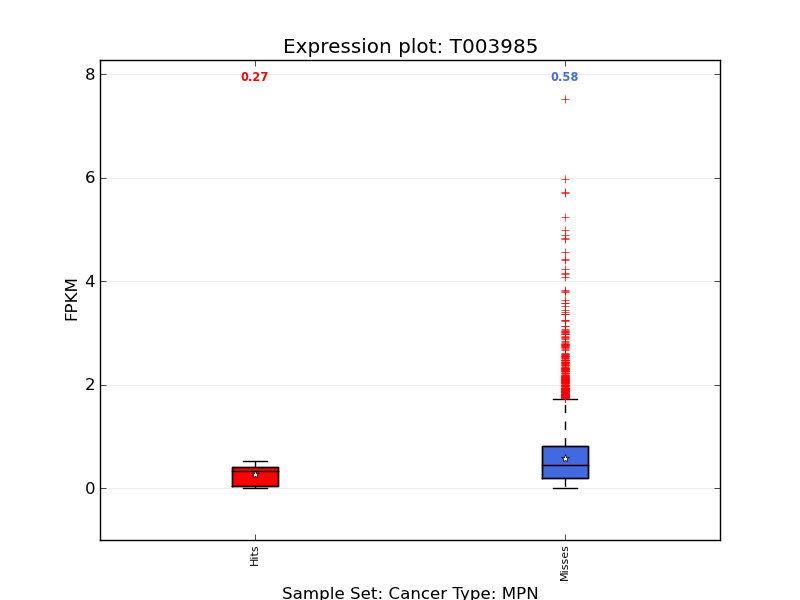 Expression plot: T003985
0.27
0.58
8
6
4
2
0
FPKM
Hits
Misses
Sample Set: Cancer Type: MPN